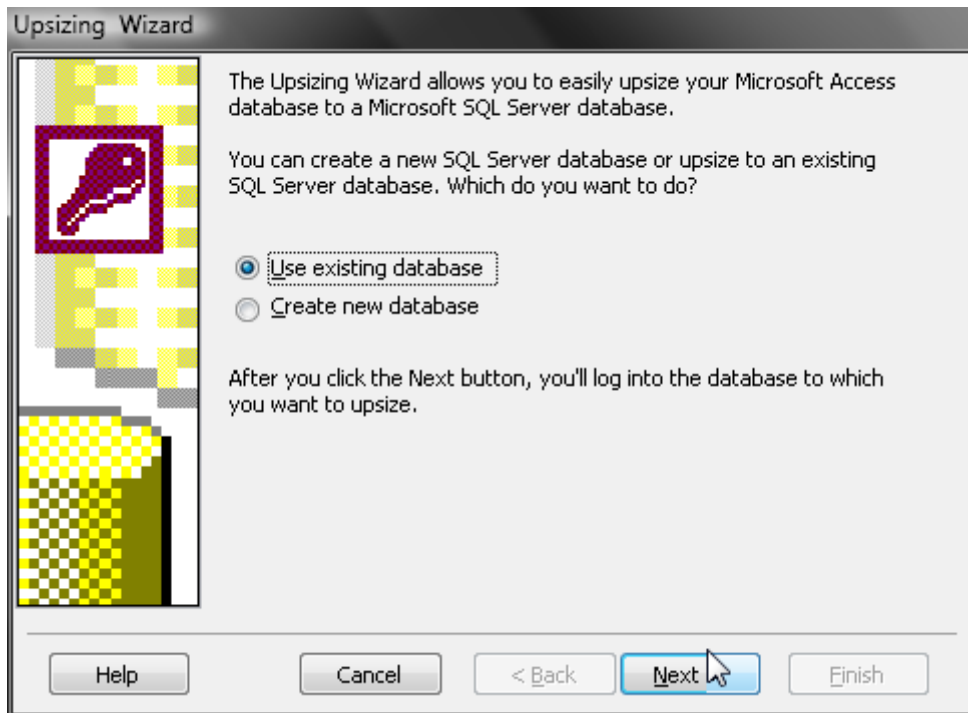 Upsizing Wizard
The Upsizing Wizard allows you to easily upsize your Microsoft Access
database to a Microsoft SQL Server database.
You can create a new SQL Server database or upsize to an existing
SQL Server database. Which do you want to do?
Use existing database
Create new database
After you click the Next button, you'll log into the database to which
you want to upsize.
Help Cancel < Back Next Finish